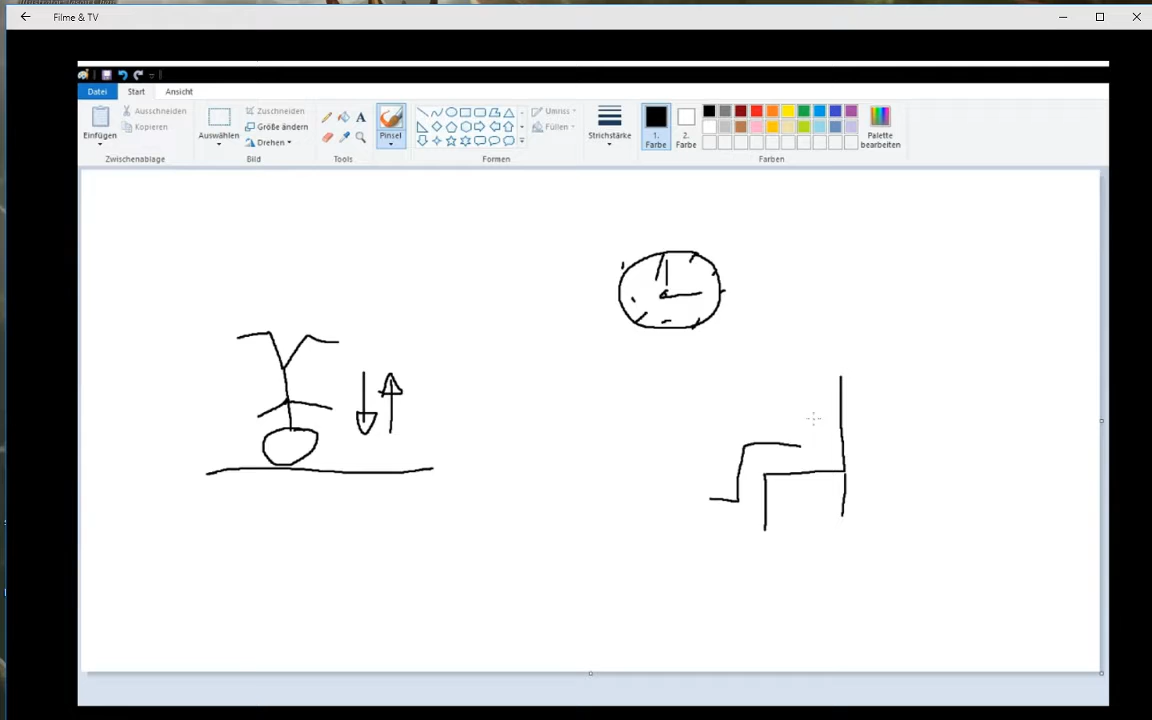 Filme & TV
Datei Start Ansicht
Einfügen
Ausschneiden
Kopieren
Zwischenablage
Auswählen
Zuschneiden
Größe ändern
Drehen
Bild
Tools
A
Pinsel
Formen
Umriss
Füllen
Strichstärke
1. Farbe
2. Farbe
Palette bearbeiten
Farben